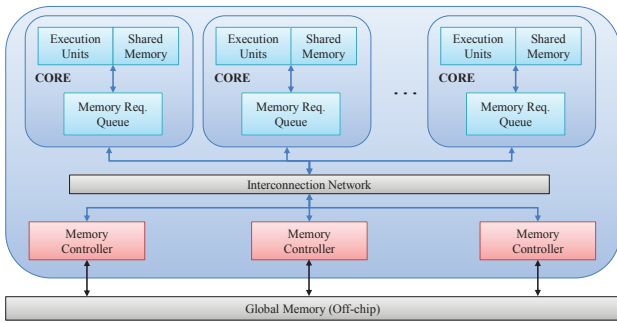 Execution Units
Shared Memory
CORE
Memory Req. Queue
Execution Units
Shared Memory
CORE
Memory Req. Queue
. . .
Execution Units
Shared Memory
CORE
Memory Req. Queue
Interconnection Network
Memory Controller
Memory Controller
Memory Controller
Global Memory (Off-chip)